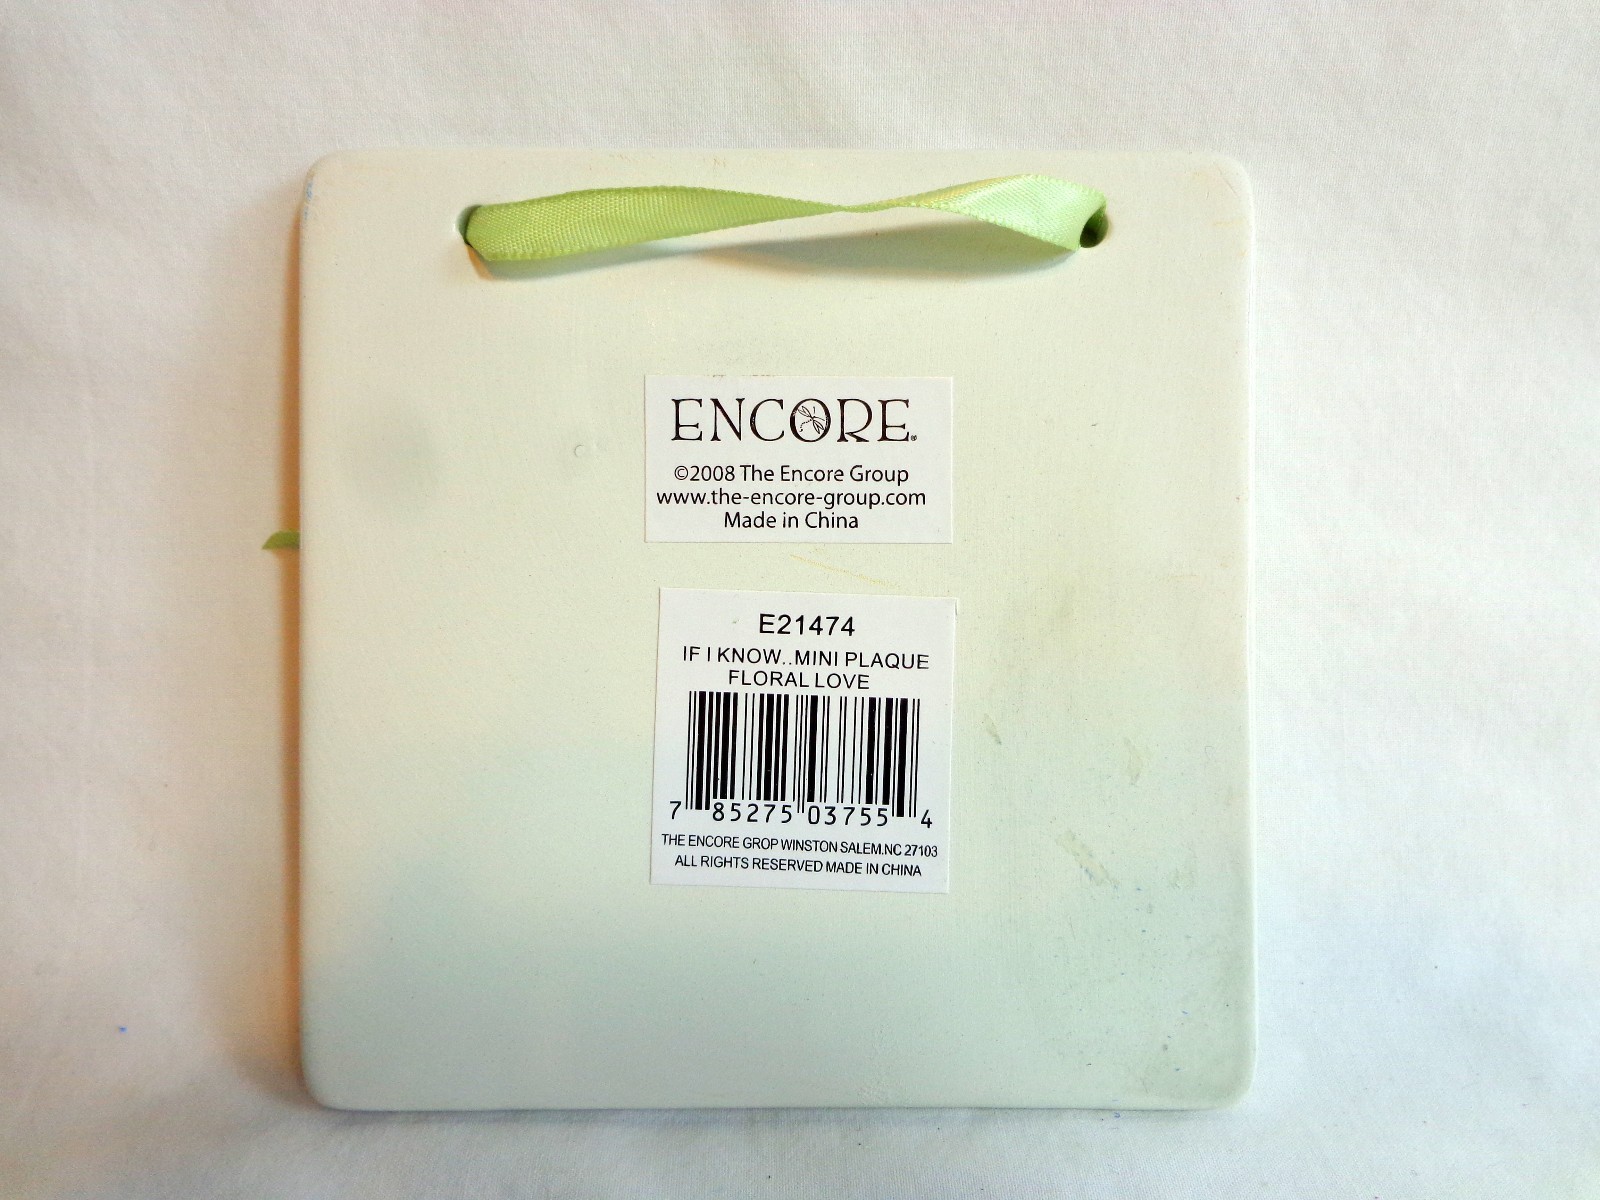 ENCORE®
©2008 The Encore Group
www.the-encore-group.com
Made in China
E21474
IF I KNOW..MINI PLAQUE
FLORAL LOVE
7 85275 03755 4
THE ENCORE GROP WINSTON SALEM.NC 27103
ALL RIGHTS RESERVED MADE IN CHINA